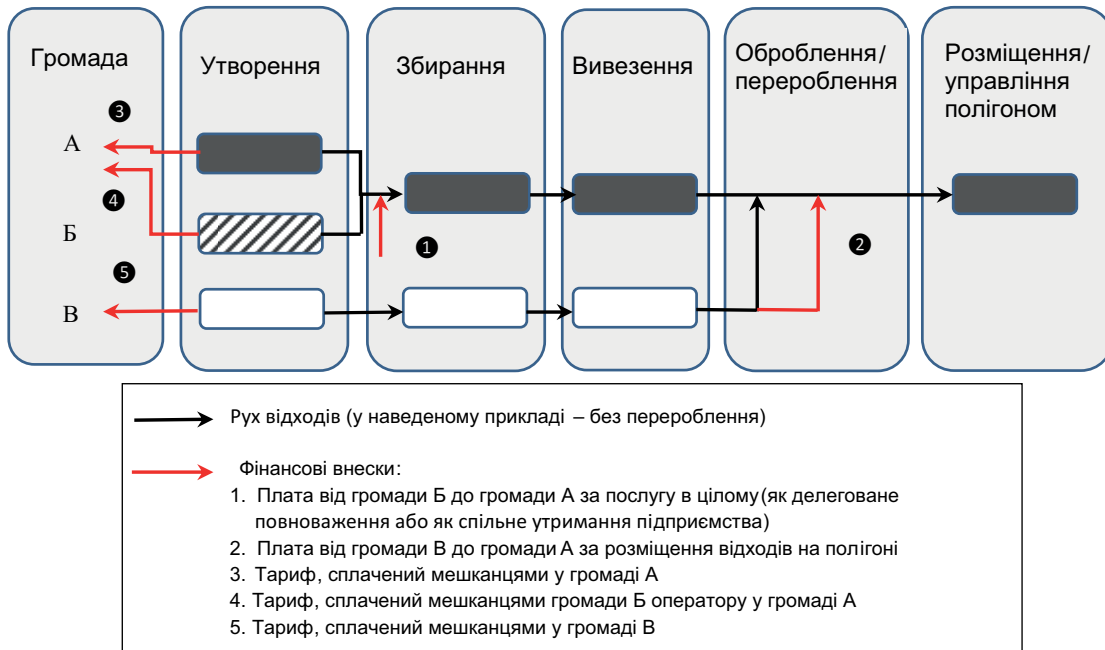 Громада
Утворення
Збирання
Вивезення
Оброблення/
перероблення
Розміщення/
управління
полігоном
❸
А
❹
Б
❶
❷
❺
В
Рух відходів (у наведеному прикладі – без перероблення)
Фінансові внески:
1. Плата від громади Б до громади А за послугу в цілому(як делеговане
повноваження або як спільне утримання підприємства)
2. Плата від громади В до громади А за розміщення відходів на полігоні
3. Тариф, сплачений мешканцями у громаді А
4. Тариф, сплачений мешканцями громади Б оператору у громаді А
5. Тариф, сплачений мешканцями у громаді В